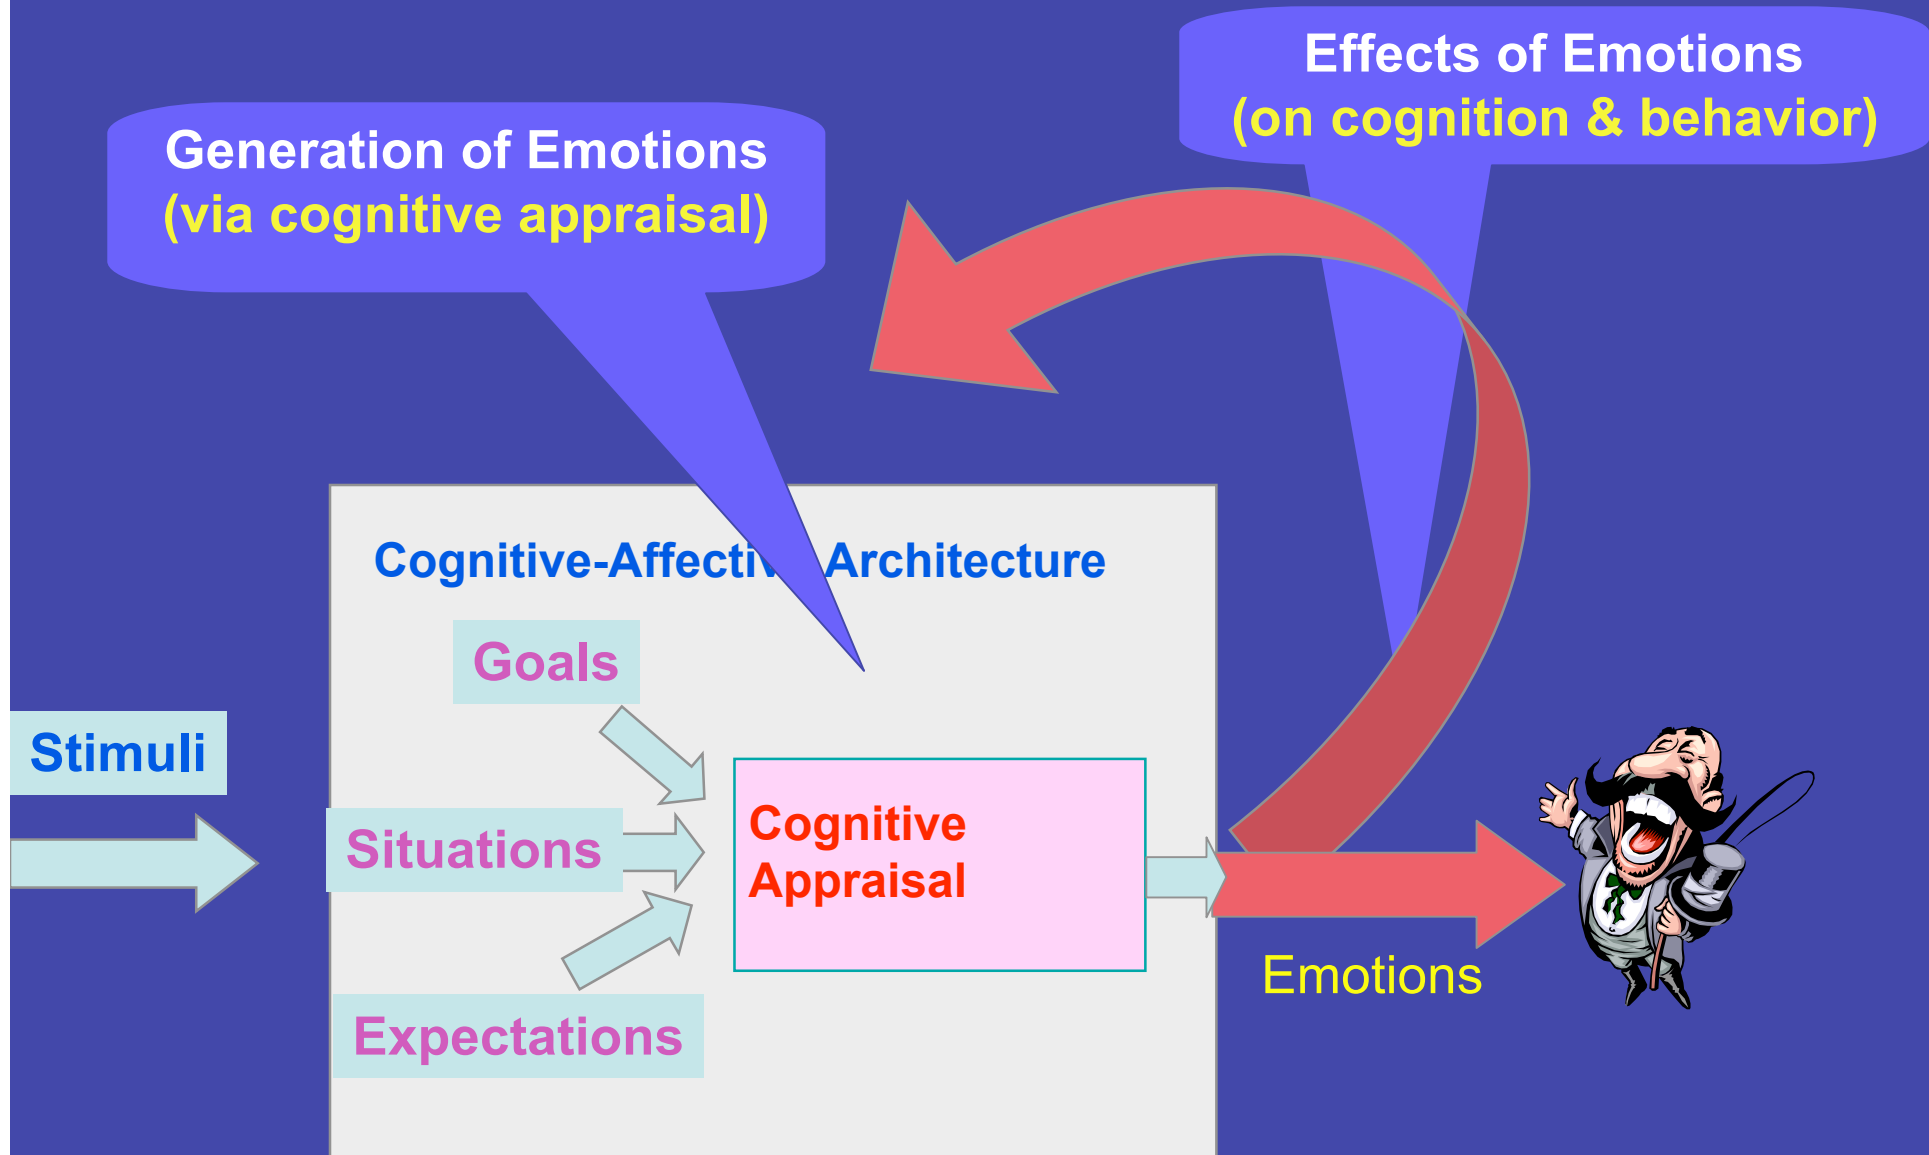 Effects of Emotions
(on cognition & behavior)
Generation of Emotions
(via cognitive appraisal)
Cognitive-Affectiv Architecture
Goals
Stimuli
Situations
Cognitive
Appraisal
Emotions
Expectations